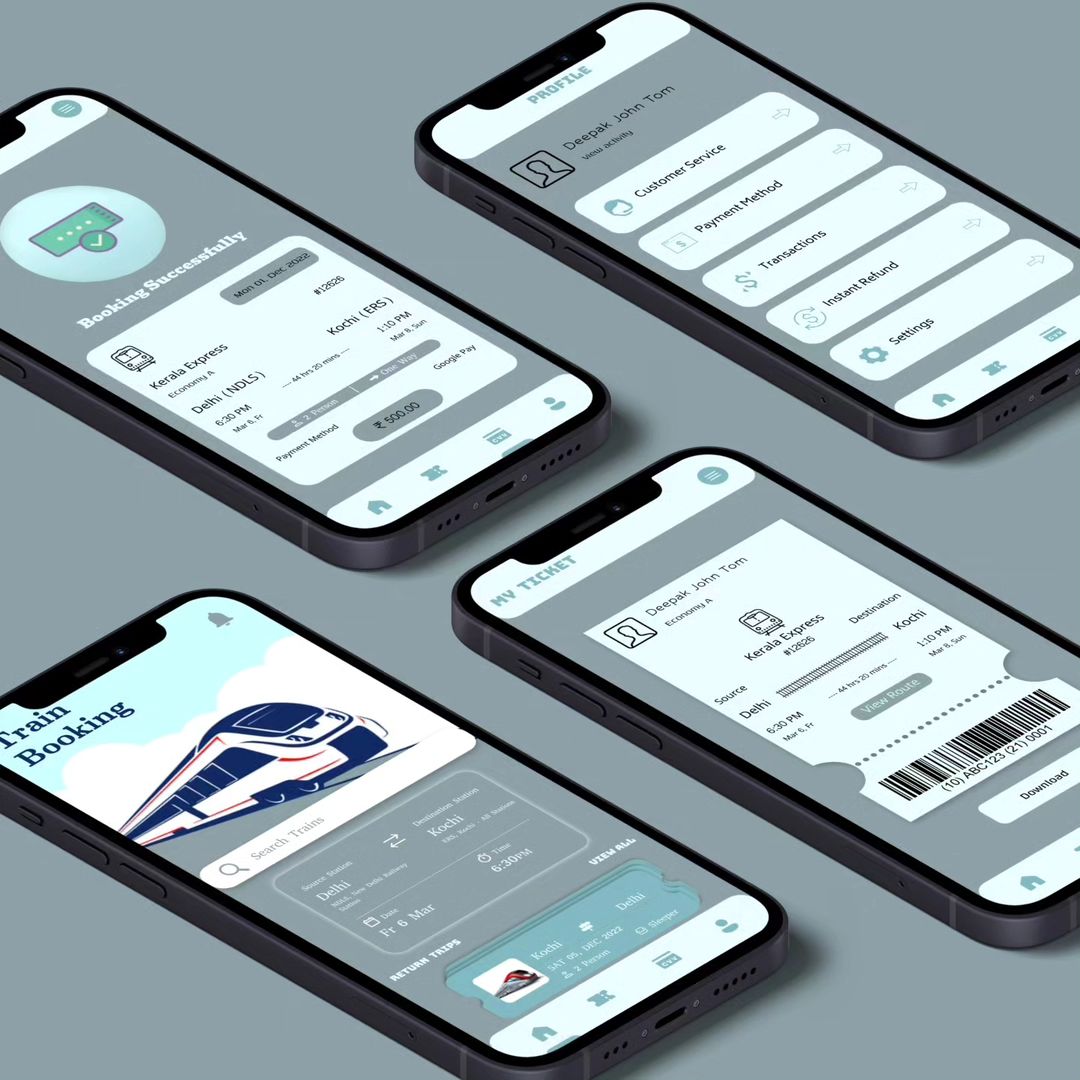 Booking Successfully
Mon 01, Dec 2022
#12626
Kerala Express
Economy A
Delhi (NDLS)
Kochi (ERS)
---- 44 hrs 20 mins ----
6:30 PM
1:10 PM
Mar 6, Fr
Mar 8, Sun
2 Person
One Way
Payment Method
Google Pay
₹ 500.00
CVV
PROFILE
Deepak John Tom
view activity
Customer Service
Payment Method
$
Transactions
$
Instant Refund
$
Settings
CVV
Train
Booking
Search Trains
Source Station
Destination Station
Delhi
Kochi
NDLS, New Delhi Railway
Station
ERS, Kochi - All Stations
Date
Time
Fr 6 Mar
6:30PM
RETURN TRIPS
VIEW ALL
Kochi
Delhi
SAT 05, DEC 2022
2 Person
Sleeper
CVV
MY TICKET
Deepak John Tom
Economy A
Kerala Express
#12626
Source
Destination
Delhi
Kochi
---- 44 hrs 20 mins ----
6:30 PM
1:10 PM
Mar 6, Fr
Mar 8, Sun
View Route
(10) ABC123 (21) 0001
Download